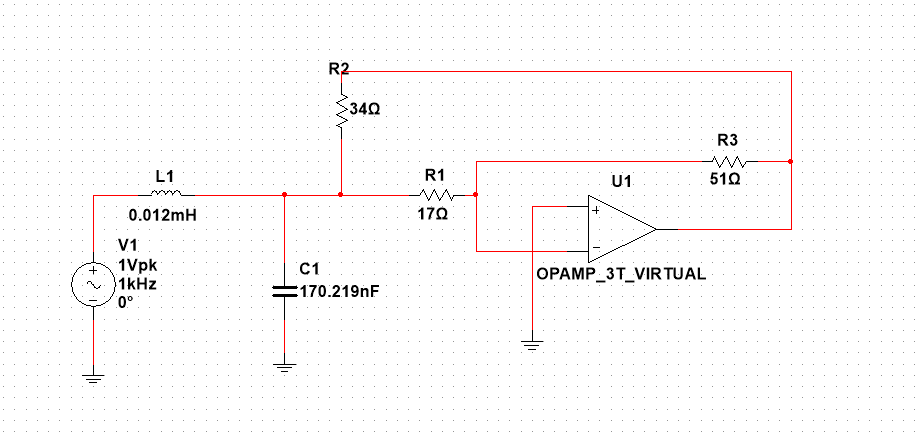 R2
34Ω
R3
51Ω
L1
0.012mH
R1
17Ω
U1
+
−
OPAMP_3T_VIRTUAL
V1
1Vpk
1kHz
0°
+
−
C1
170.219nF